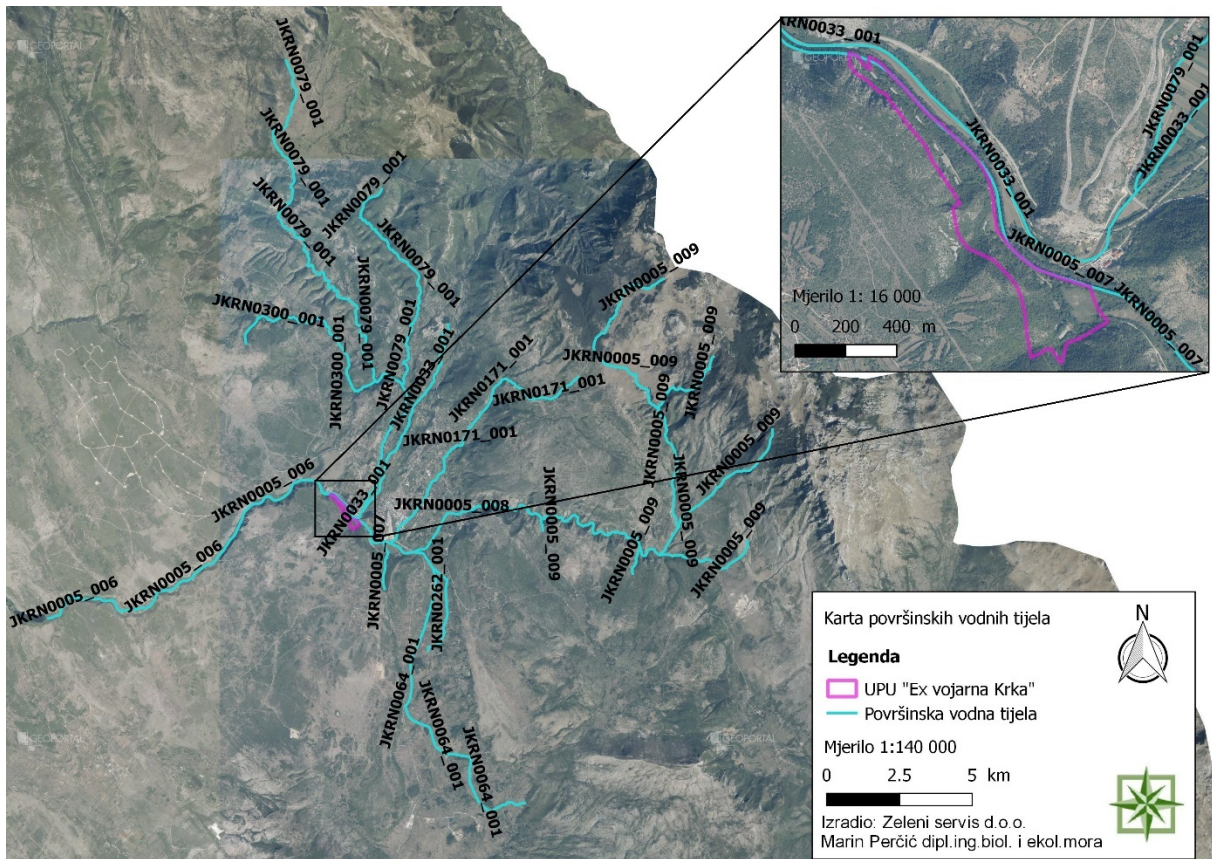 GEOPORTAL
JKRN0079_001
JKRN0079_001
JKRN0079_001
JKRN0079_001
JKRN0079_001
JKRN0079_001
JKRN0079_001
JKRN0300_001
JKRN0300_001
JKRN0033_001
JKRN0171_001
JKRN0171_001
JKRN0171_001
JKRN0005_009
JKRN0005_009
JKRN0005_009
JKRN0005_009
JKRN0005_009
JKRN0005_009
JKRN0005_009
JKRN0005_009
JKRN0005_009
JKRN0005_008
JKRN0005_006
JKRN0005_006
JKRN0005_006
JKRN0033_001
JKRN0005_007
JKRN0262_001
JKRN0064_001
JKRN0064_001
JKRN0064_001
GEOPORTAL
GEOPORTAL
JKRN0033_001
GEOPORTAL
JKRN0079_001
JKRN0033_001
JKRN0033_001
JKRN0005_007
JKRN0005_007
Mjerilo 1: 16 000
0 200 400 m
Karta površinskih vodnih tijela
N
Legenda
UPU "Ex vojarna Krka"
Površinska vodna tijela
Mjerilo 1:140 000
0 2.5 5 km
Izradio: Zeleni servis d.o.o.
Marin Perčić dipl.ing.biol. i ekol.mora